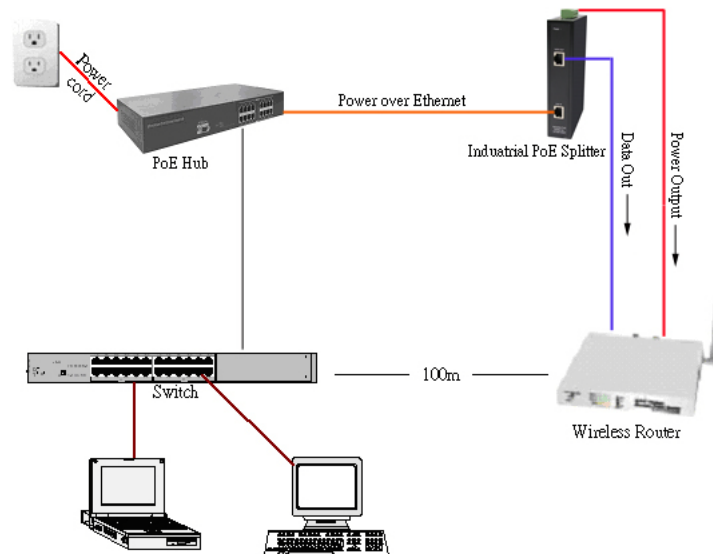 Power
cord
PoE Hub
Power over Ethernet
Induatrial PoE Splitter
Data Out
Power Output
Switch
100m
Wireless Router